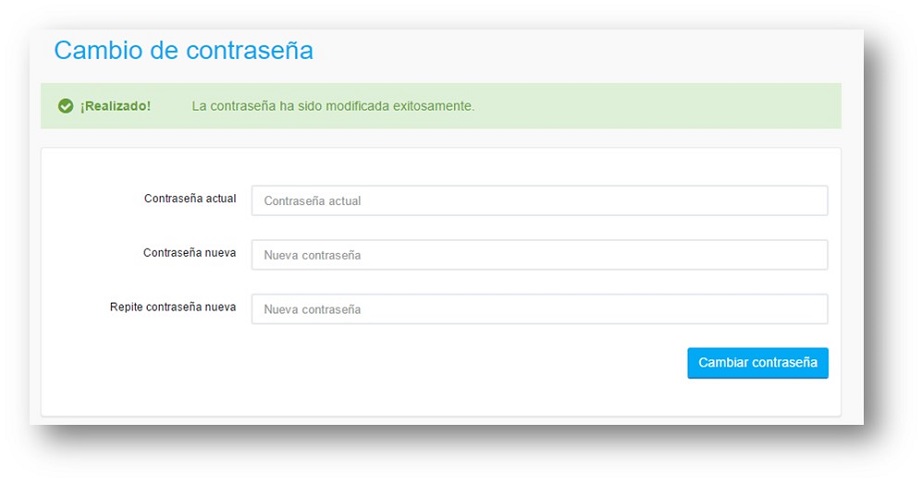 Cambio de contraseña
¡Realizado! La contraseña ha sido modificada exitosamente.
Contraseña actual Contraseña actual
Contraseña nueva Nueva contraseña
Repite contraseña nueva Nueva contraseña
Cambiar contraseña